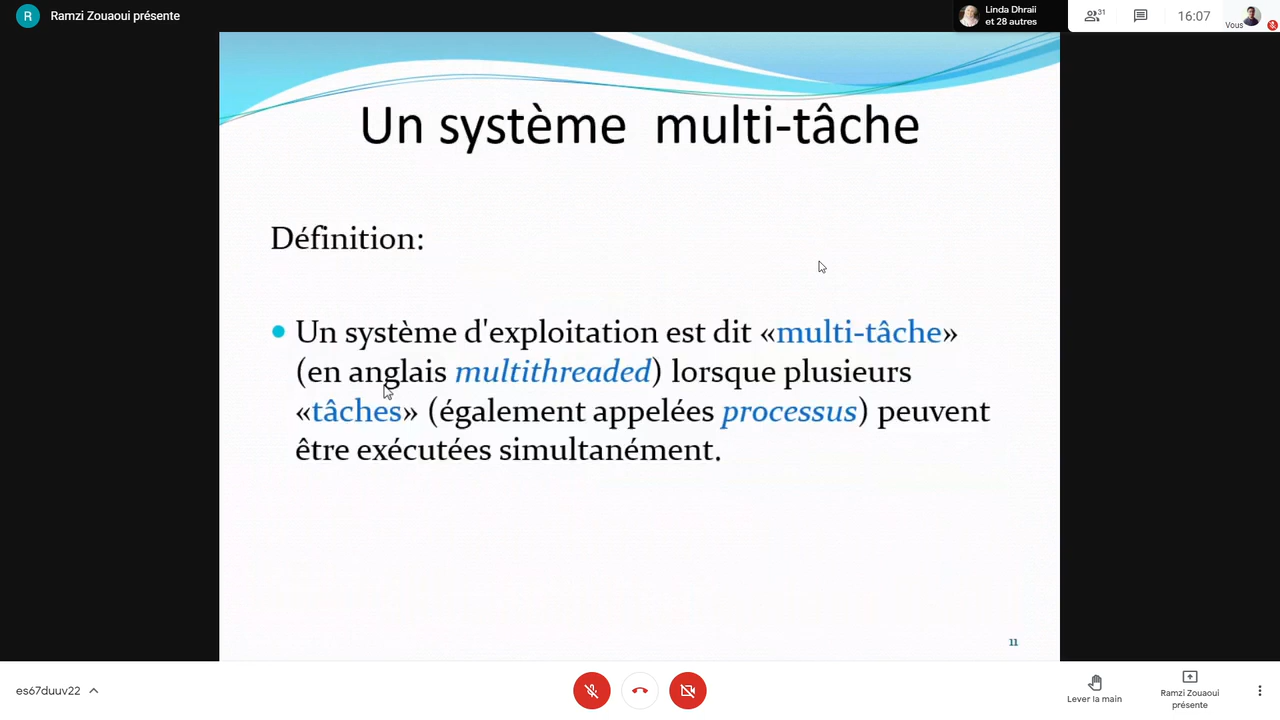 R
Ramzi Zouaoui présente
Linda Dhraii
et 28 autres
31
16:07
Vous
Un système multi-tâche
Définition:
Un système d'exploitation est dit «multi-tâche»
(en anglais multithreaded) lorsque plusieurs
«tâches» (également appelées processus) peuvent
être exécutées simultanément.
11
es67duuv22
Lever la main
Ramzi Zouaoui
présente